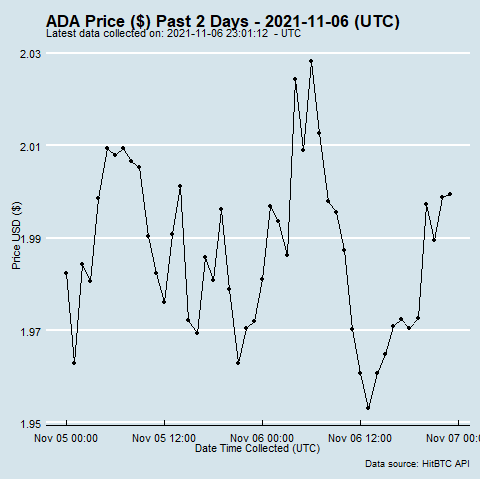 ADA Price ($) Past 2 Days - 2021-11-06 (UTC)
Latest data collected on: 2021-11-06 23:01:12 - UTC
2.03
2.01
1.99
1.97
1.95
Price USD ($)
Nov 05 00:00 Nov 05 12:00 Nov 06 00:00 Nov 06 12:00 Nov 07 00:0
Date Time Collected (UTC)
Data source: HitBTC API